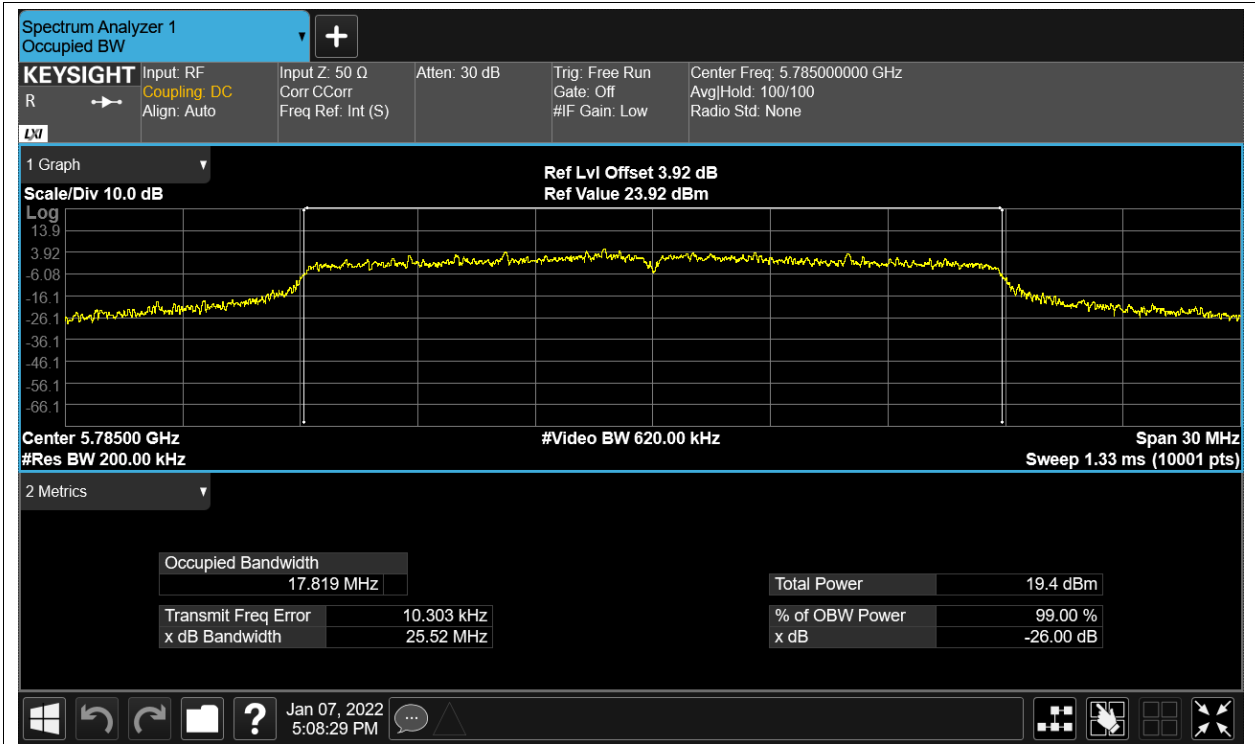 Spectrum Analyzer 1
Occupied BW
KEYSIGHT
R
LXI
Input: RF
Coupling: DC
Align: Auto
Input Z: 50 Ω
Corr CCorr
Freq Ref: Int (S)
Atten: 30 dB
Trig: Free Run
Gate: Off
#IF Gain: Low
Center Freq: 5.785000000 GHz
Avg|Hold: 100/100
Radio Std: None
1 Graph
Scale/Div 10.0 dB
Ref Lvl Offset 3.92 dB
Ref Value 23.92 dBm
Log
13.9
3.92
-6.08
-16.1
-26.1
-36.1
-46.1
-56.1
-66.1
Center 5.78500 GHz
#Video BW 620.00 kHz
Span 30 MHz
#Res BW 200.00 kHz
Sweep 1.33 ms (10001 pts)
2 Metrics
Occupied Bandwidth
17.819 MHz
Total Power 19.4 dBm
Transmit Freq Error 10.303 kHz
% of OBW Power 99.00 %
x dB Bandwidth 25.52 MHz
x dB -26.00 dB
?
Jan 07, 2022
5:08:29 PM